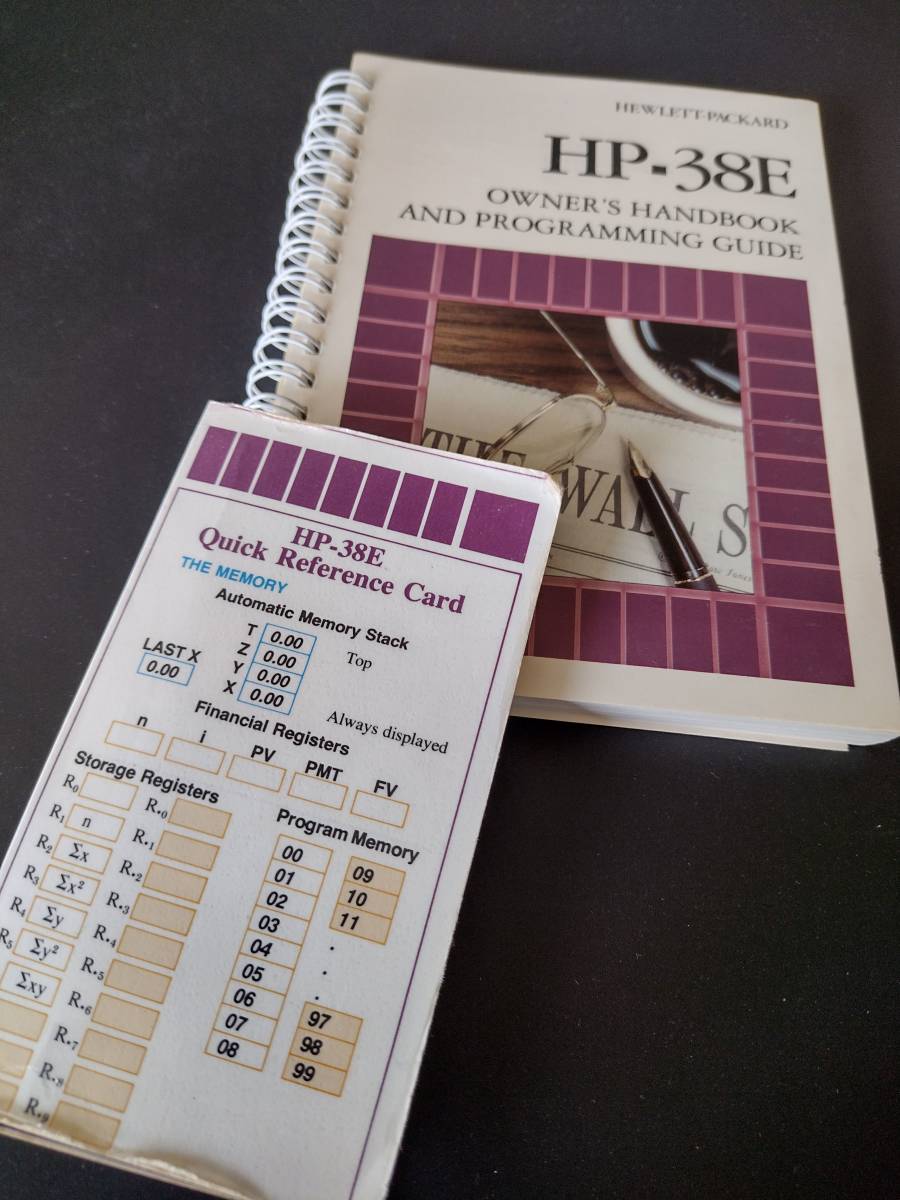 HEWLETT-PACKARD
HP-38E
OWNER'S HANDBOOK
AND PROGRAMMING GUIDE
THE WALL S
HP-38E
Quick Reference Card
THE MEMORY
Automatic Memory Stack
T 0.00 Top
Z 0.00
Y 0.00
X 0.00 Always displayed
LAST X
0.00
Financial Registers
n i PV PMT FV
Storage Registers
R0 R.0
R1 n R.1
R2 Σx R.2
R3 Σx² R.3
R4 Σy R.4
R5 Σy² R.5
Σxy R.6
R.7
R.8
R.9
Program Memory
00 09
01 10
02 11
03 .
04 .
05 .
06 97
07 98
08 99